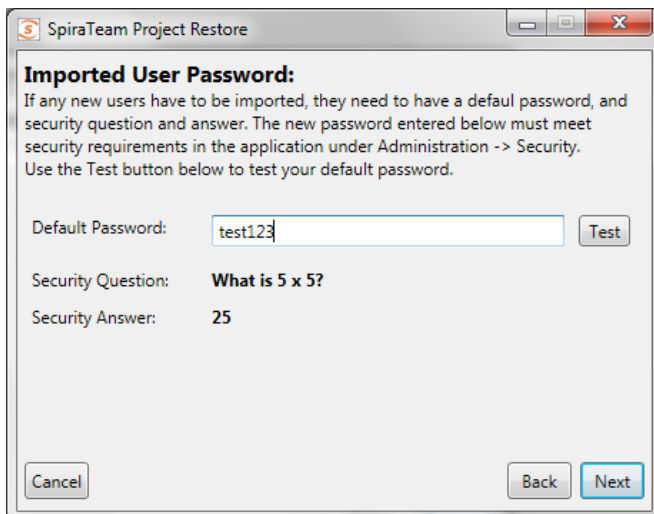 SpiraTeam Project Restore
Imported User Password:
If any new users have to be imported, they need to have a defaul password, and
security question and answer. The new password entered below must meet
security requirements in the application under Administration -> Security.
Use the Test button below to test your default password.
Default Password: test123 Test
Security Question: What is 5 x 5?
Security Answer: 25
Cancel Back Next